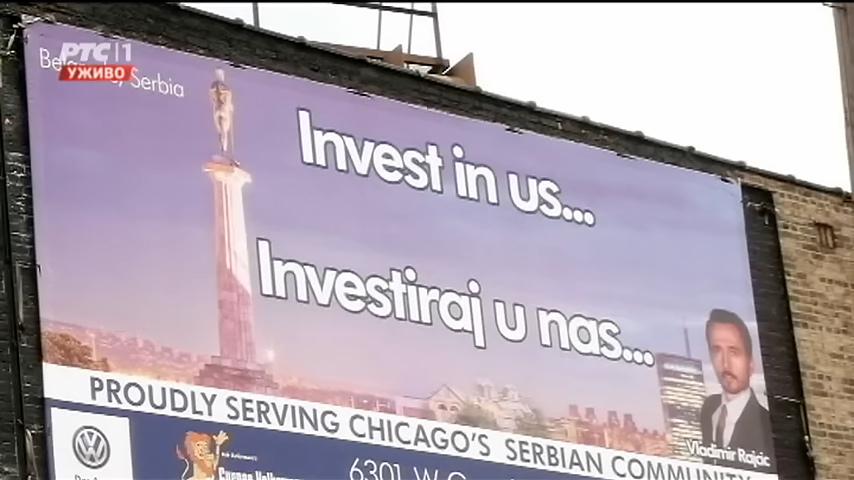 РТС|1
УЖИВО
Serbia
Invest in us...
Investiraj u nas...
Vladimir Rajcic
PROUDLY SERVING CHICAGO'S SERBIAN COMMUNITY
6301 W